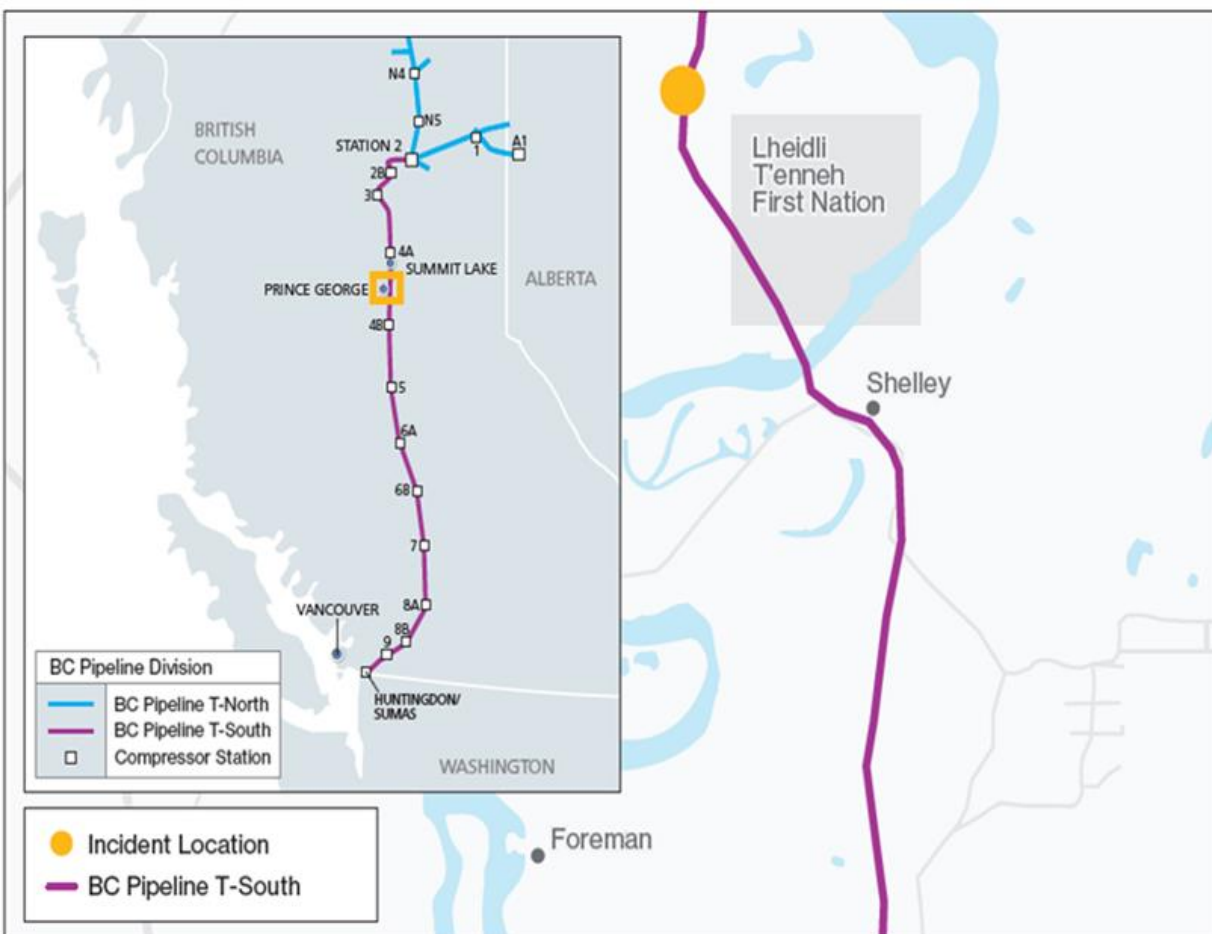 N4
BRITISH
COLUMBIA
N5
STATION 2
1
A1
2B
3
4A
SUMMIT LAKE
PRINCE GEORGE
ALBERTA
4B
5
6A
6B
7
8A
VANCOUVER
8B
9
HUNTINGDON/
SUMAS
WASHINGTON
BC Pipeline Division
BC Pipeline T-North
BC Pipeline T-South
Compressor Station
Incident Location
BC Pipeline T-South
Lheidli
T'enneh
First Nation
Shelley
Foreman